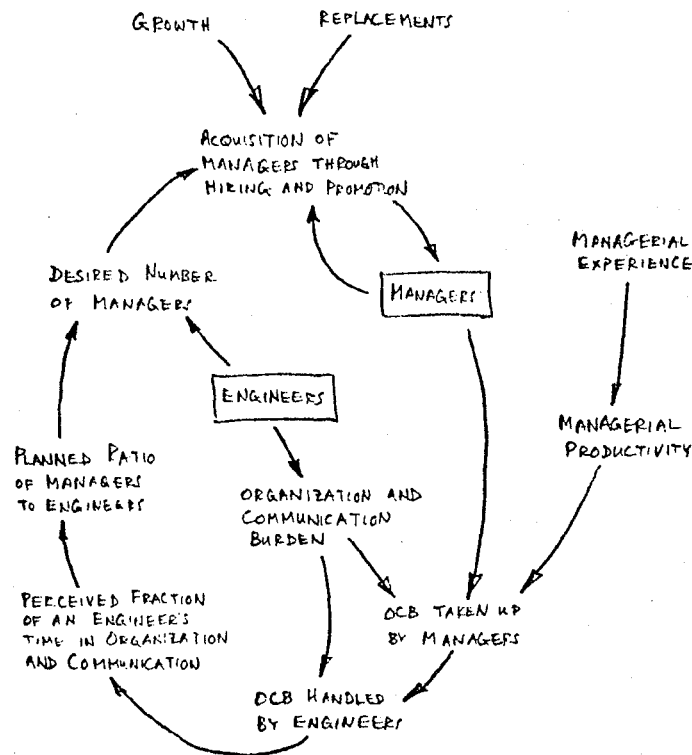 GROWTH
REPLACEMENTS
ACQUISITION OF
MANAGERS THROUGH
HIRING AND PROMOTION
MANAGERIAL
EXPERIENCE
DESIRED NUMBER
OF MANAGERS
MANAGERS
ENGINEERS
MANAGERIAL
PRODUCTIVITY
PLANNED RATIO
OF MANAGERS
TO ENGINEERS
ORGANIZATION AND
COMMUNICATION
BURDEN
PERCEIVED FRACTION
OF AN ENGINEER'S
TIME IN ORGANIZATION
AND COMMUNICATION
OCB TAKEN UP
BY MANAGERS
OCB HANDLED
BY ENGINEERS